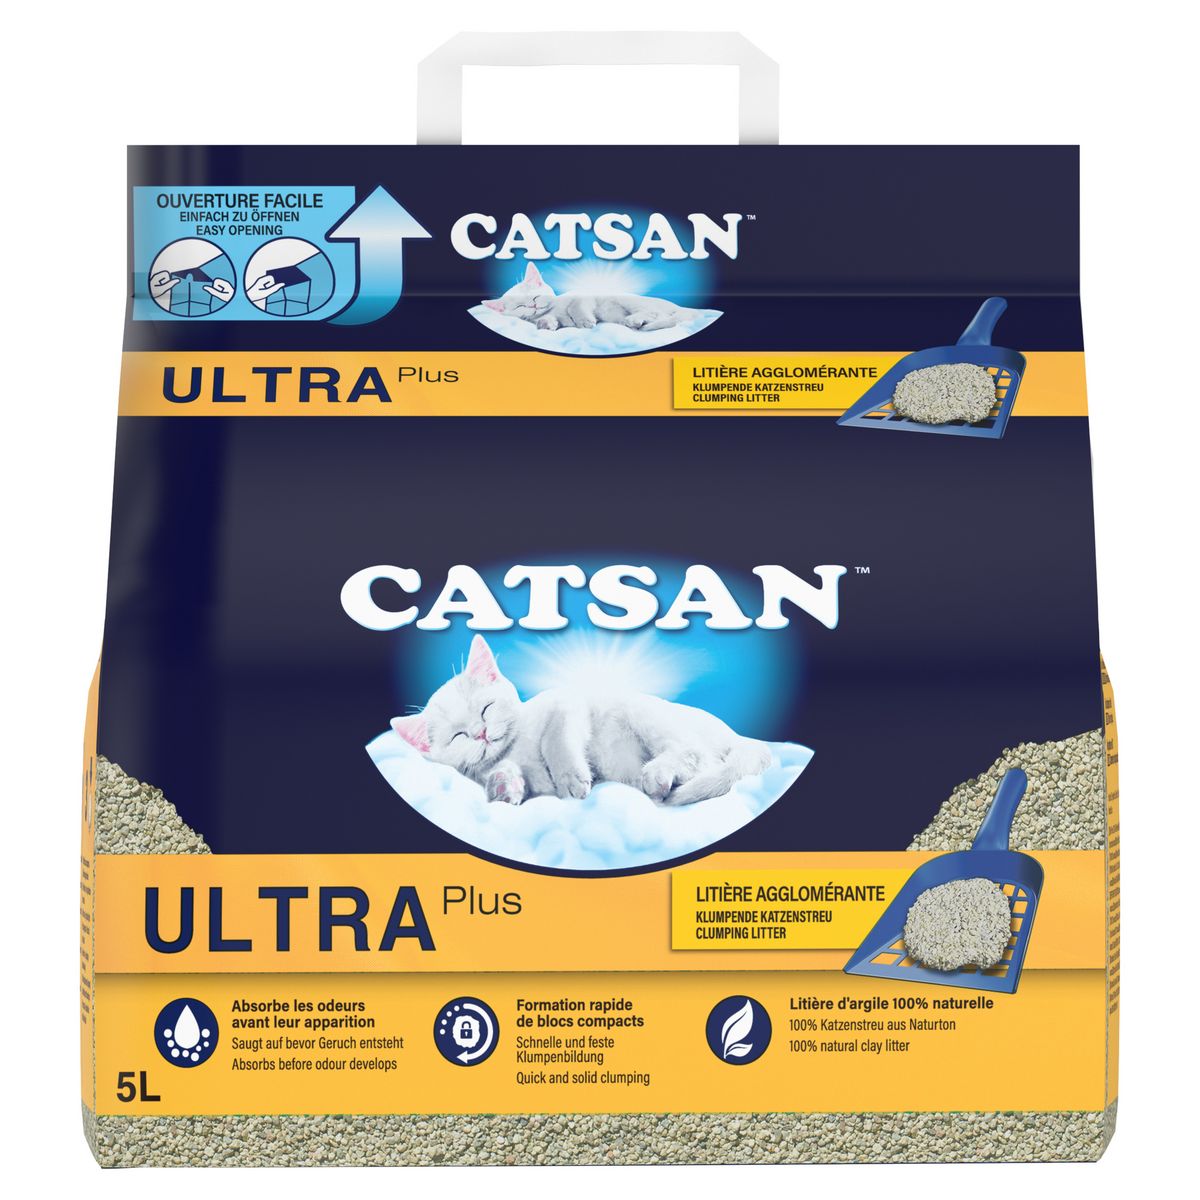 OUVERTURE FACILE
EINFACH ZU ÖFFNEN
EASY OPENING
CATSAN™
ULTRA Plus
LITIÈRE AGGLOMÉRANTE
KLUMPENDE KATZENSTREU
CLUMPING LITTER
CATSAN™
ULTRA Plus
LITIÈRE AGGLOMÉRANTE
KLUMPENDE KATZENSTREU
CLUMPING LITTER
Absorbe les odeurs
avant leur apparition
Saugt auf bevor Geruch entsteht
Absorbs before odour develops
Formation rapide
de blocs compacts
Schnelle und feste
Klumpenbildung
Quick and solid clumping
Litière d'argile 100% naturelle
100% Katzenstreu aus Naturton
100% natural clay litter
5L